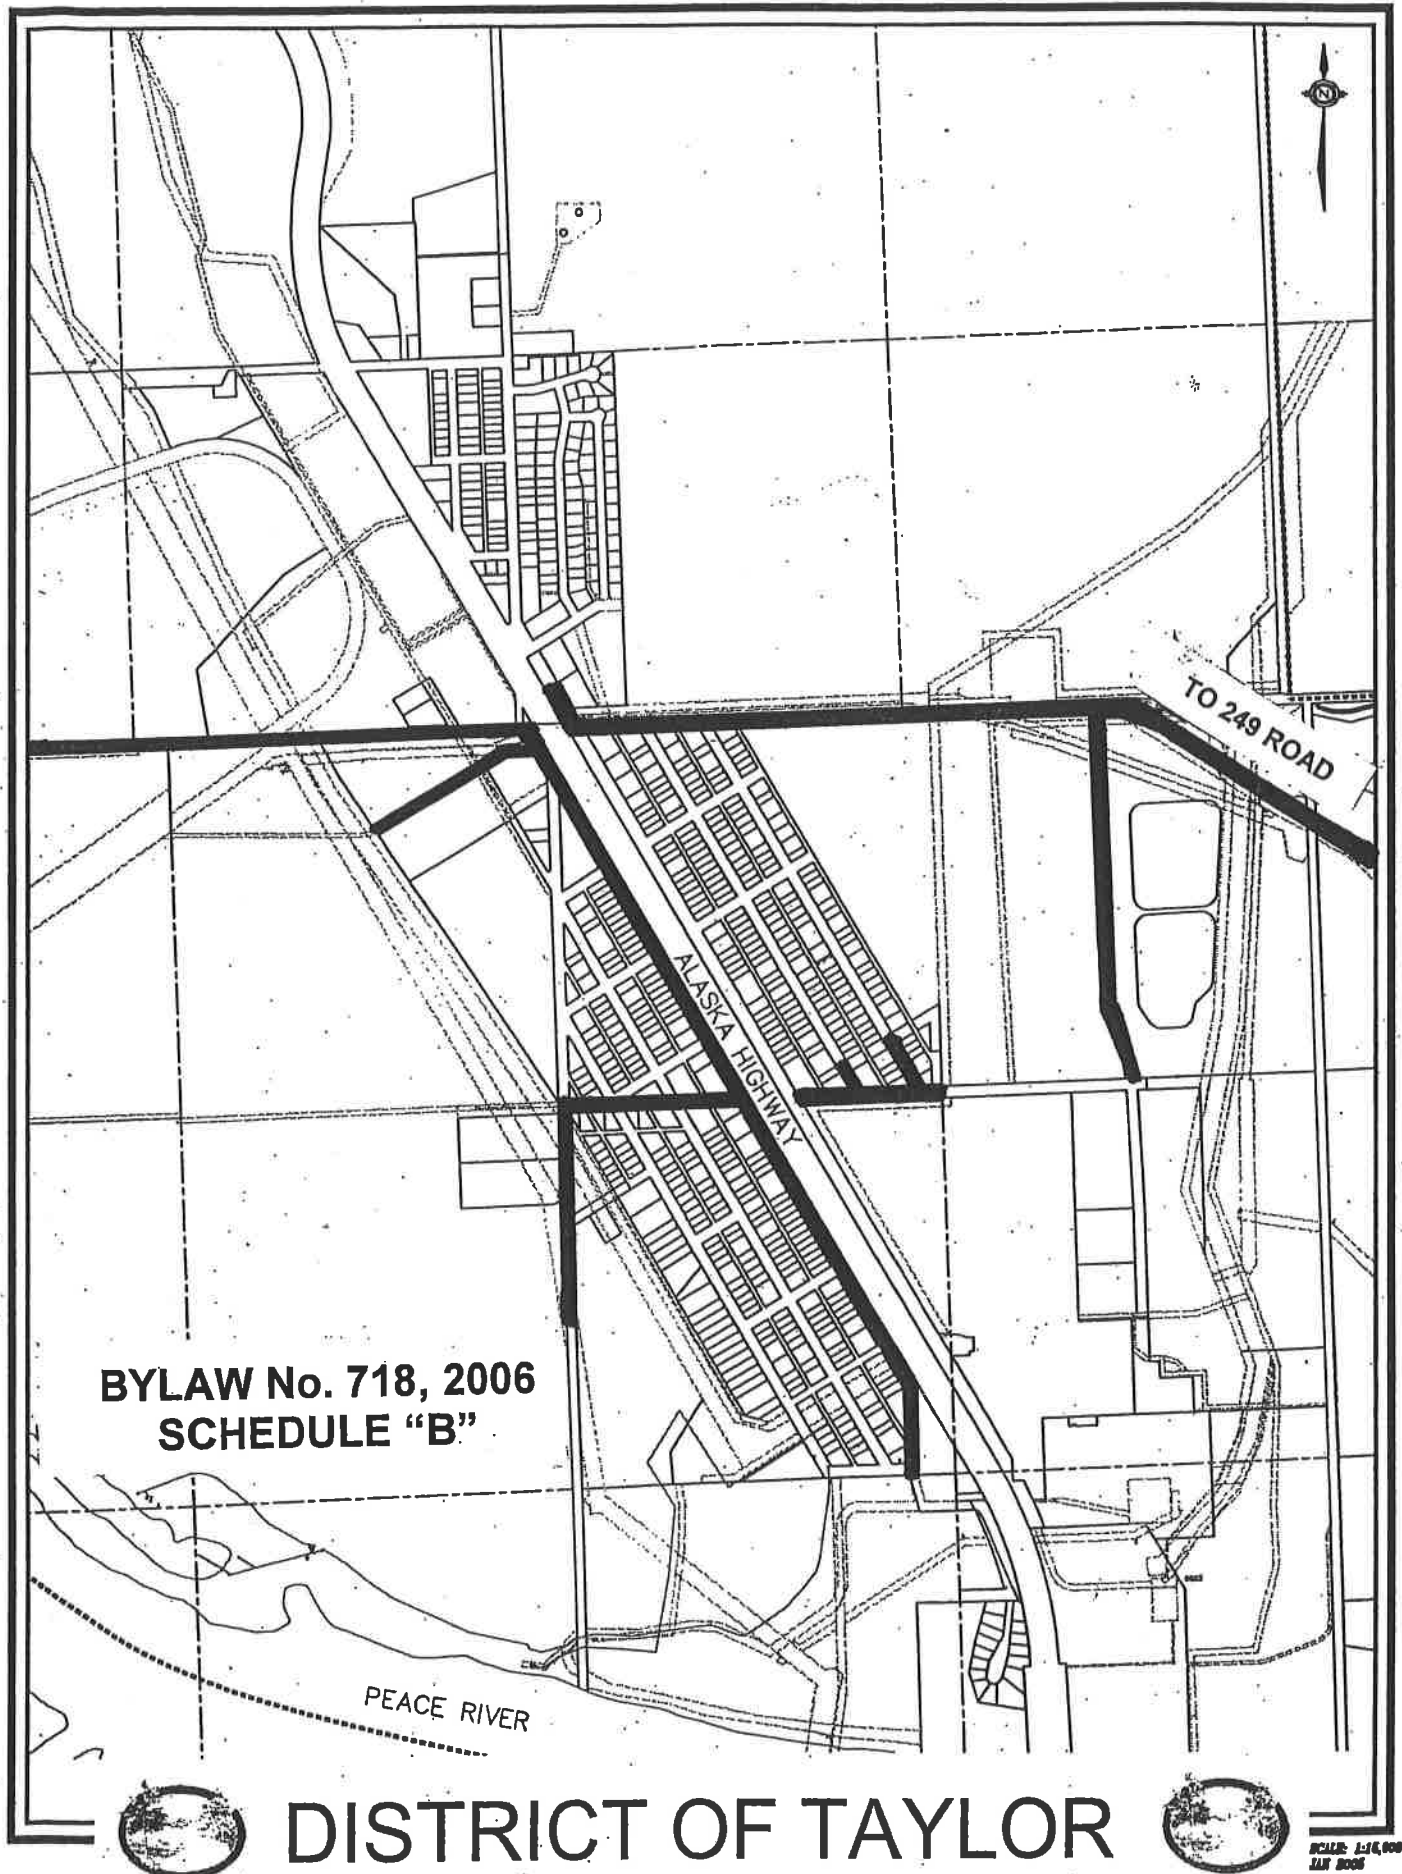 TO 249 ROAD
ALASKA HIGHWAY
BYLAW No. 718, 2006
SCHEDULE “B”
PEACE RIVER
DISTRICT OF TAYLOR